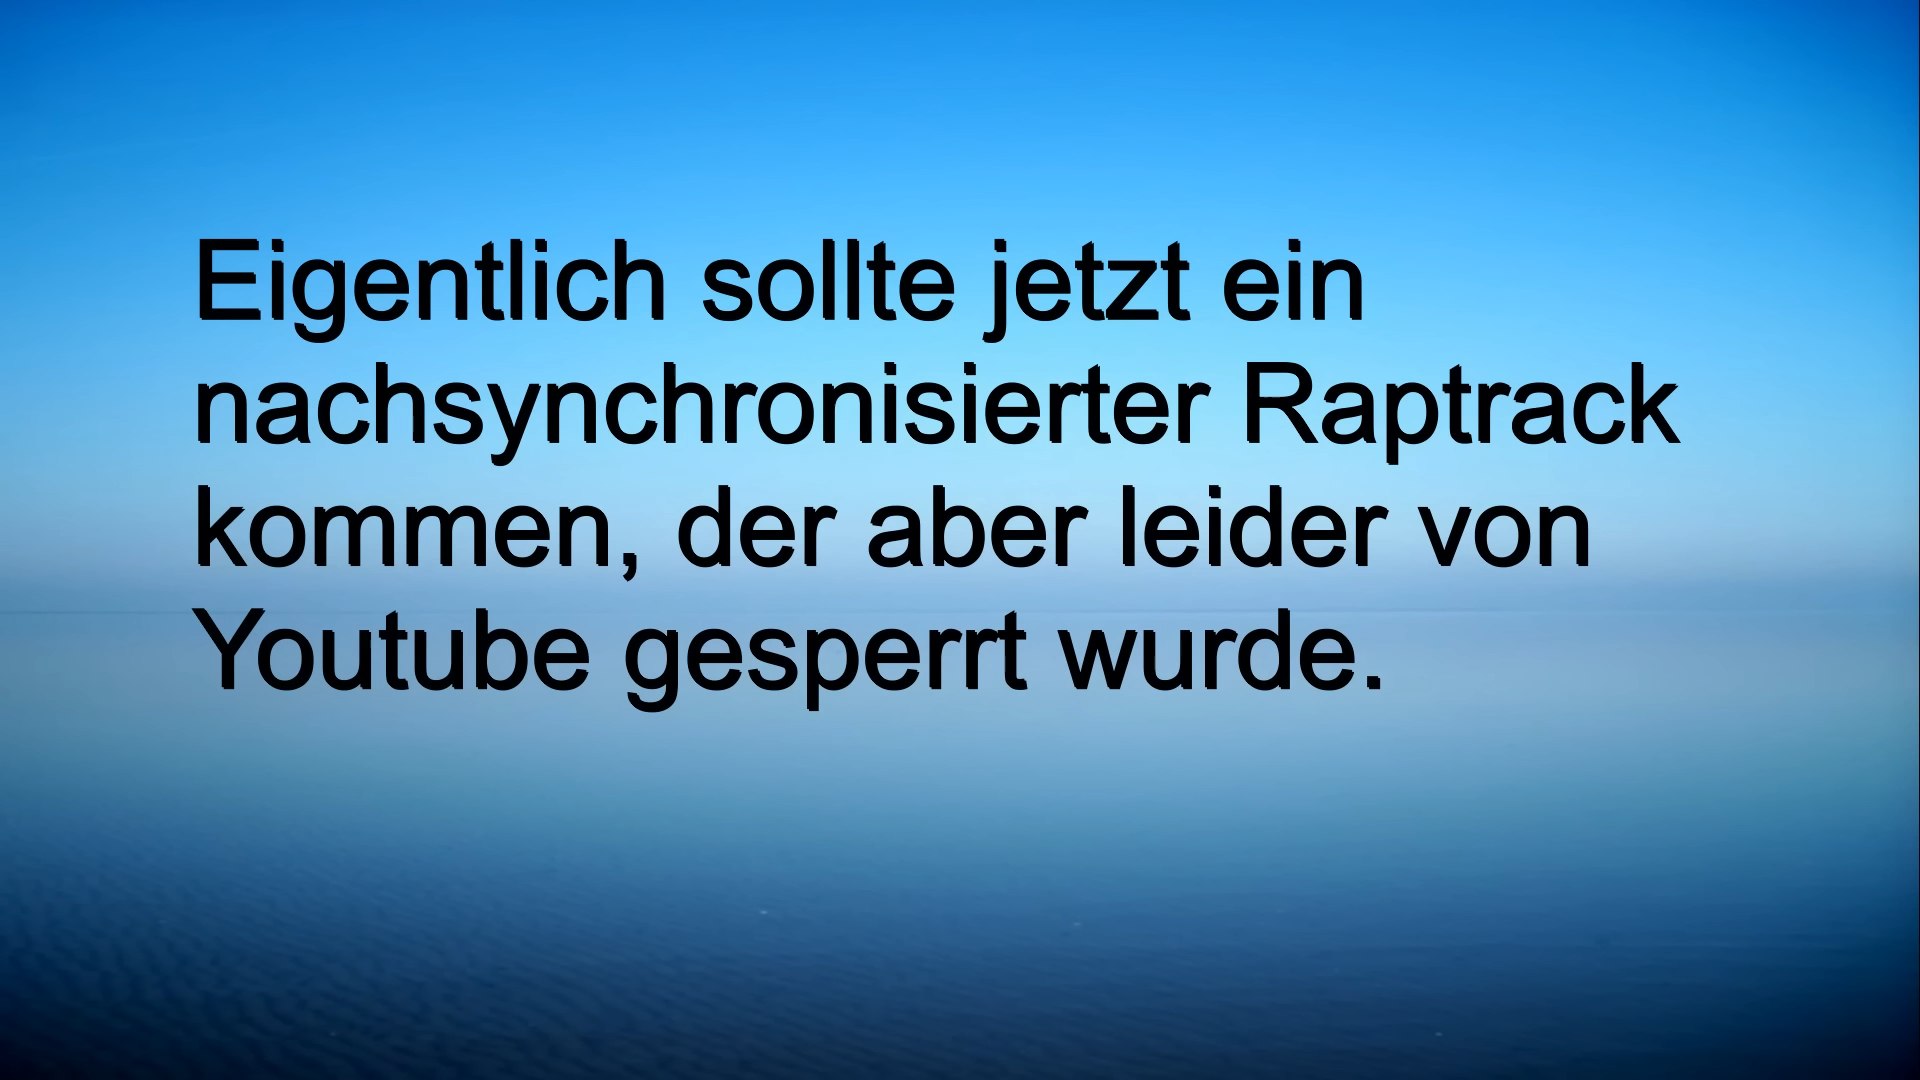 Eigentlich sollte jetzt ein
nachsynchronisierter Raptrack
kommen, der aber leider von
Youtube gesperrt wurde.